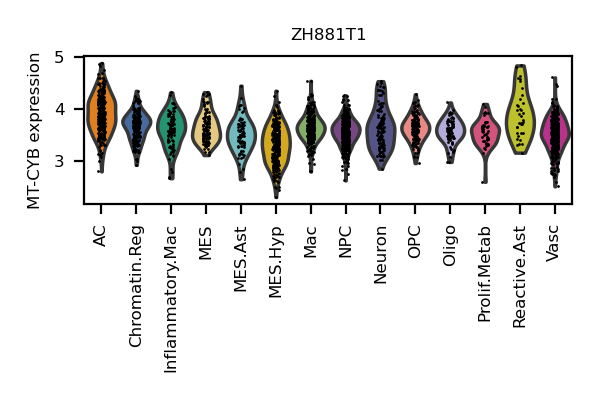 ZH881T1
MT-CYB expression
5
4
3
AC
Chromatin.Reg
Inflammatory.Mac
MES
MES.Ast
MES.Hyp
Mac
NPC
Neuron
OPC
Oligo
Prolif.Metab
Reactive.Ast
Vasc